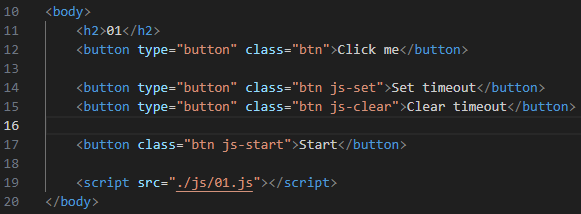 10 <body>
11 <h2>01</h2>
12 <button type="button" class="btn">Click me</button>
13
14 <button type="button" class="btn js-set">Set timeout</button>
15 <button type="button" class="btn js-clear">Clear timeout</button>
16
17 <button class="btn js-start">Start</button>
18
19 <script src="./js/01.js"></script>
20 </body>